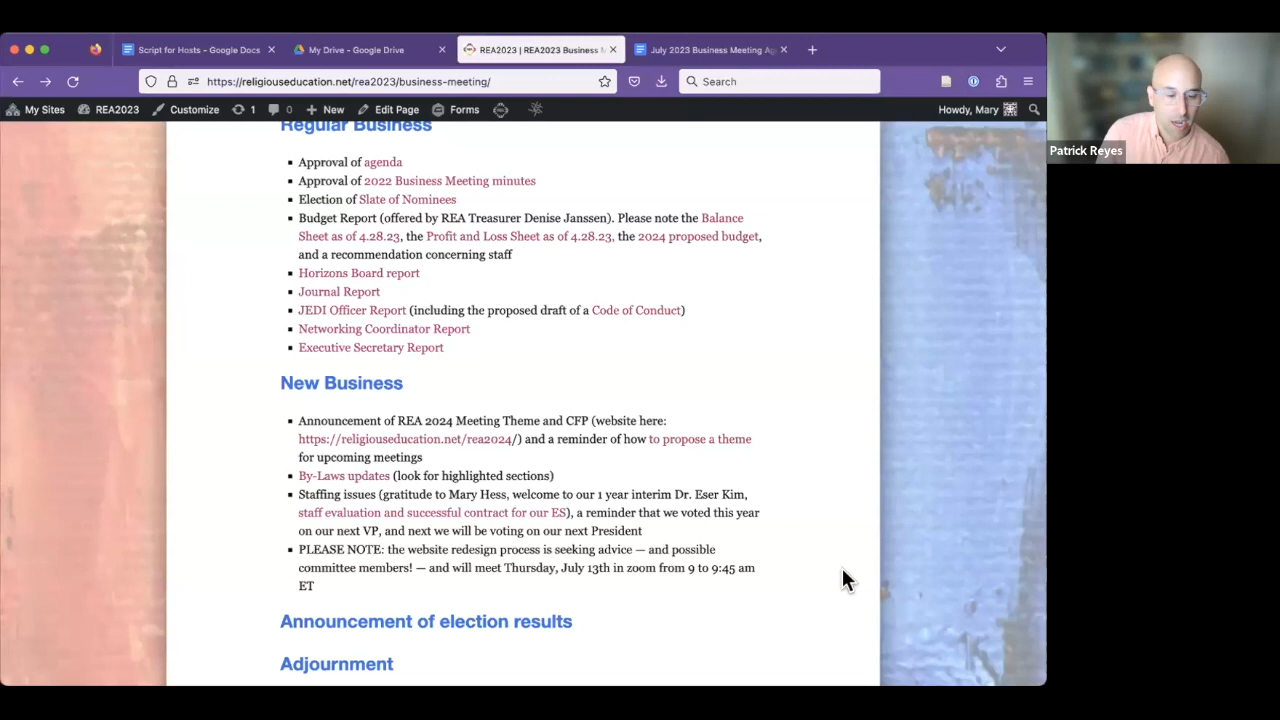 Script for Hosts - Google Docs
My Drive - Google Drive
REA2023 | REA2023 Business M
July 2023 Business Meeting Ag
https://religiouseducation.net/rea2023/business-meeting/
Search
My Sites
REA2023
Customize
1
0
New
Edit Page
Forms
Howdy, Mary
Patrick Reyes
Regular Business
Approval of agenda
Approval of 2022 Business Meeting minutes
Election of Slate of Nominees
Budget Report (offered by REA Treasurer Denise Janssen). Please note the Balance
Sheet as of 4.28.23, the Profit and Loss Sheet as of 4.28.23, the 2024 proposed budget,
and a recommendation concerning staff
Horizons Board report
Journal Report
JEDI Officer Report (including the proposed draft of a Code of Conduct)
Networking Coordinator Report
Executive Secretary Report
New Business
Announcement of REA 2024 Meeting Theme and CFP (website here:
https://religiouseducation.net/rea2024/) and a reminder of how to propose a theme
for upcoming meetings
By-Laws updates (look for highlighted sections)
Staffing issues (gratitude to Mary Hess, welcome to our 1 year interim Dr. Eser Kim,
staff evaluation and successful contract for our ES), a reminder that we voted this year
on our next VP, and next we will be voting on our next President
PLEASE NOTE: the website redesign process is seeking advice — and possible
committee members! — and will meet Thursday, July 13th in zoom from 9 to 9:45 am
ET
Announcement of election results
Adjournment